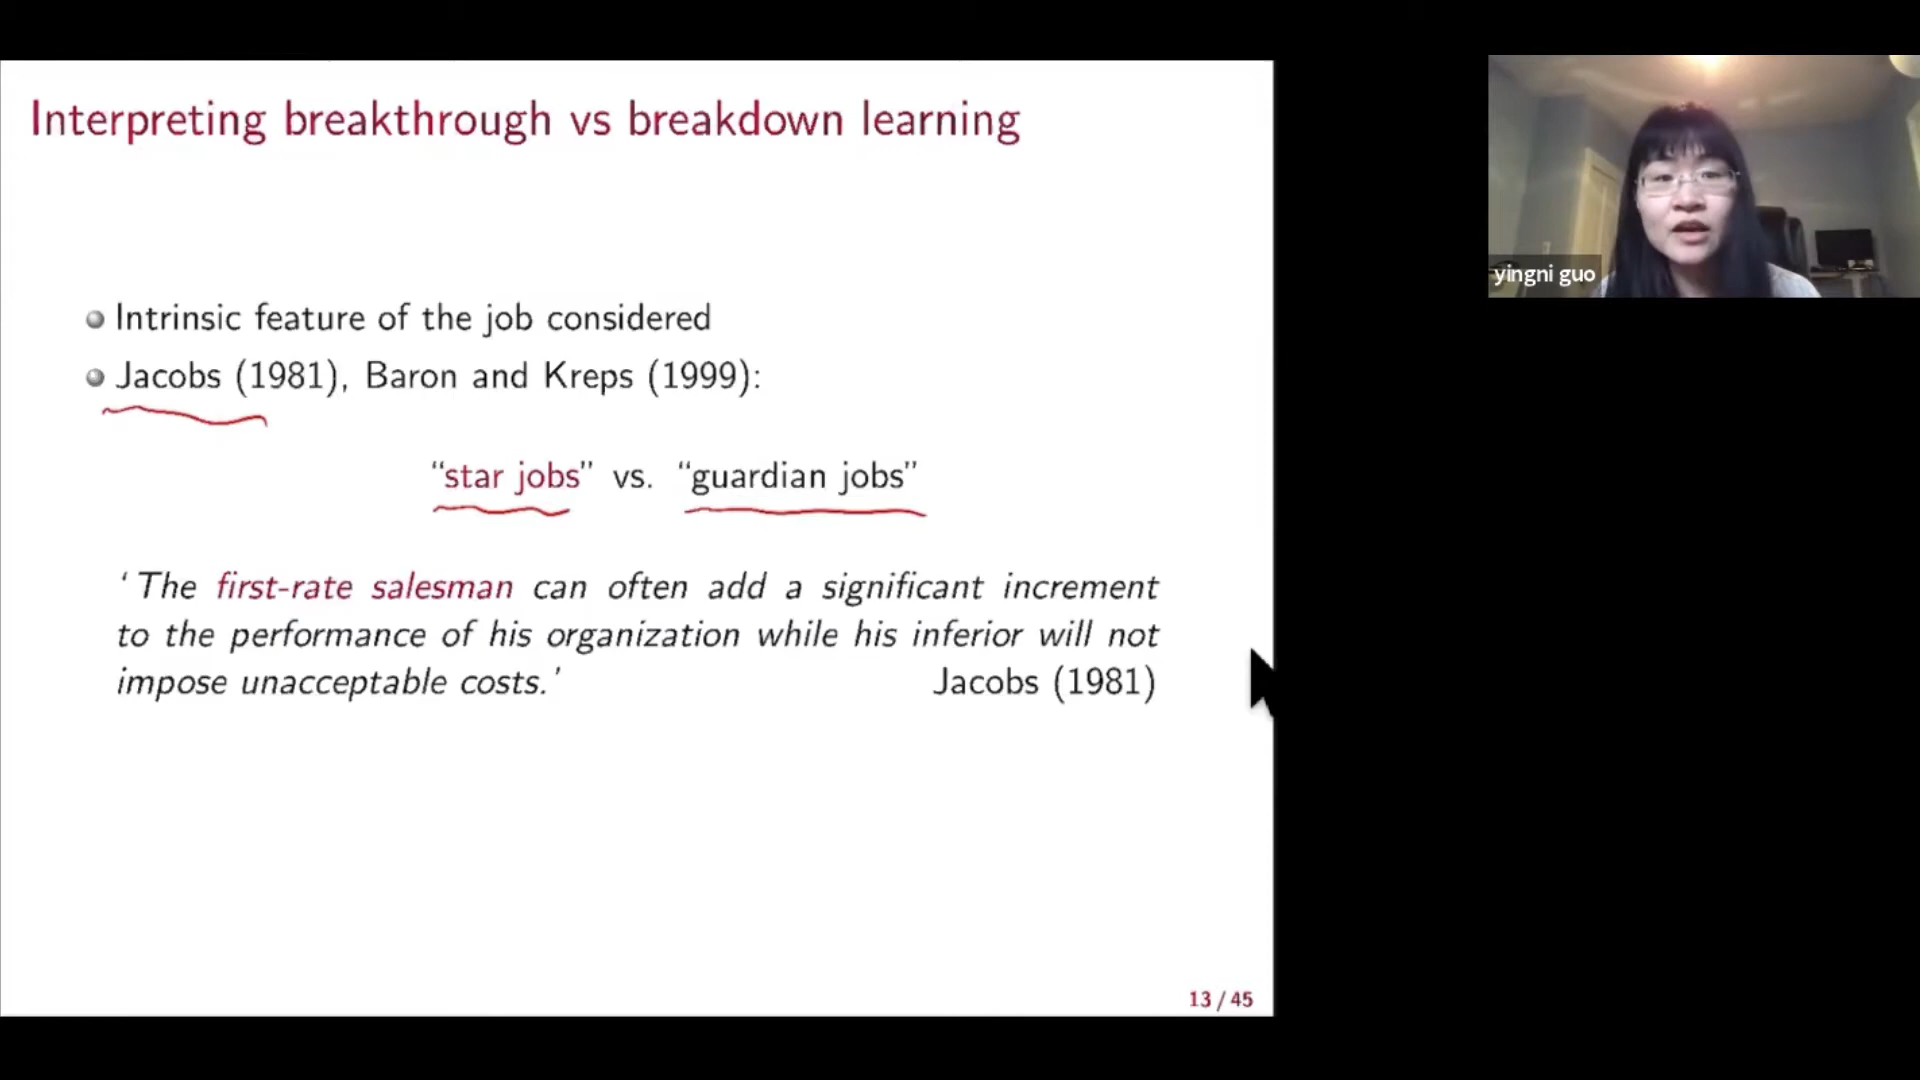 Interpreting breakthrough vs breakdown learning
Intrinsic feature of the job considered
Jacobs (1981), Baron and Kreps (1999):
“star jobs” vs. “guardian jobs”
‘The first-rate salesman can often add a significant increment
to the performance of his organization while his inferior will not
impose unacceptable costs.’ Jacobs (1981)
13 / 45
yingni guo